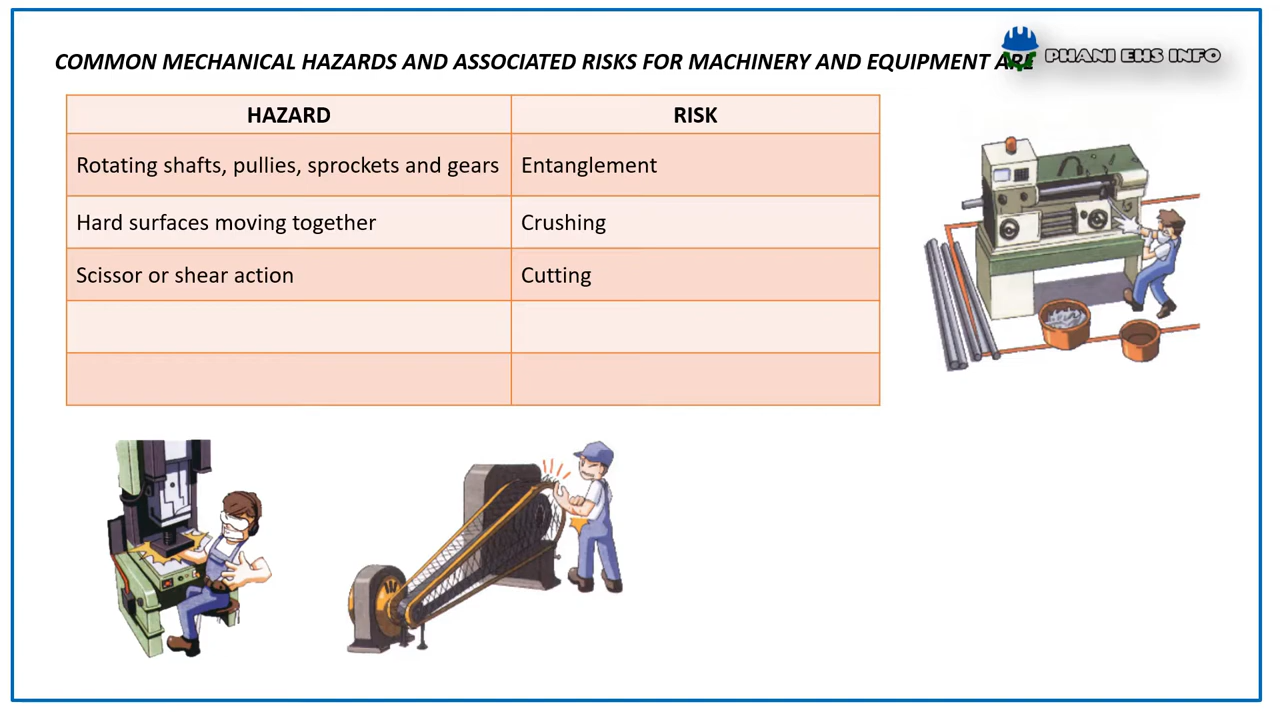 COMMON MECHANICAL HAZARDS AND ASSOCIATED RISKS FOR MACHINERY AND EQUIPMENT ARE
PHANI EHS INFO
HAZARD RISK
Rotating shafts, pullies, sprockets and gears Entanglement
Hard surfaces moving together Crushing
Scissor or shear action Cutting